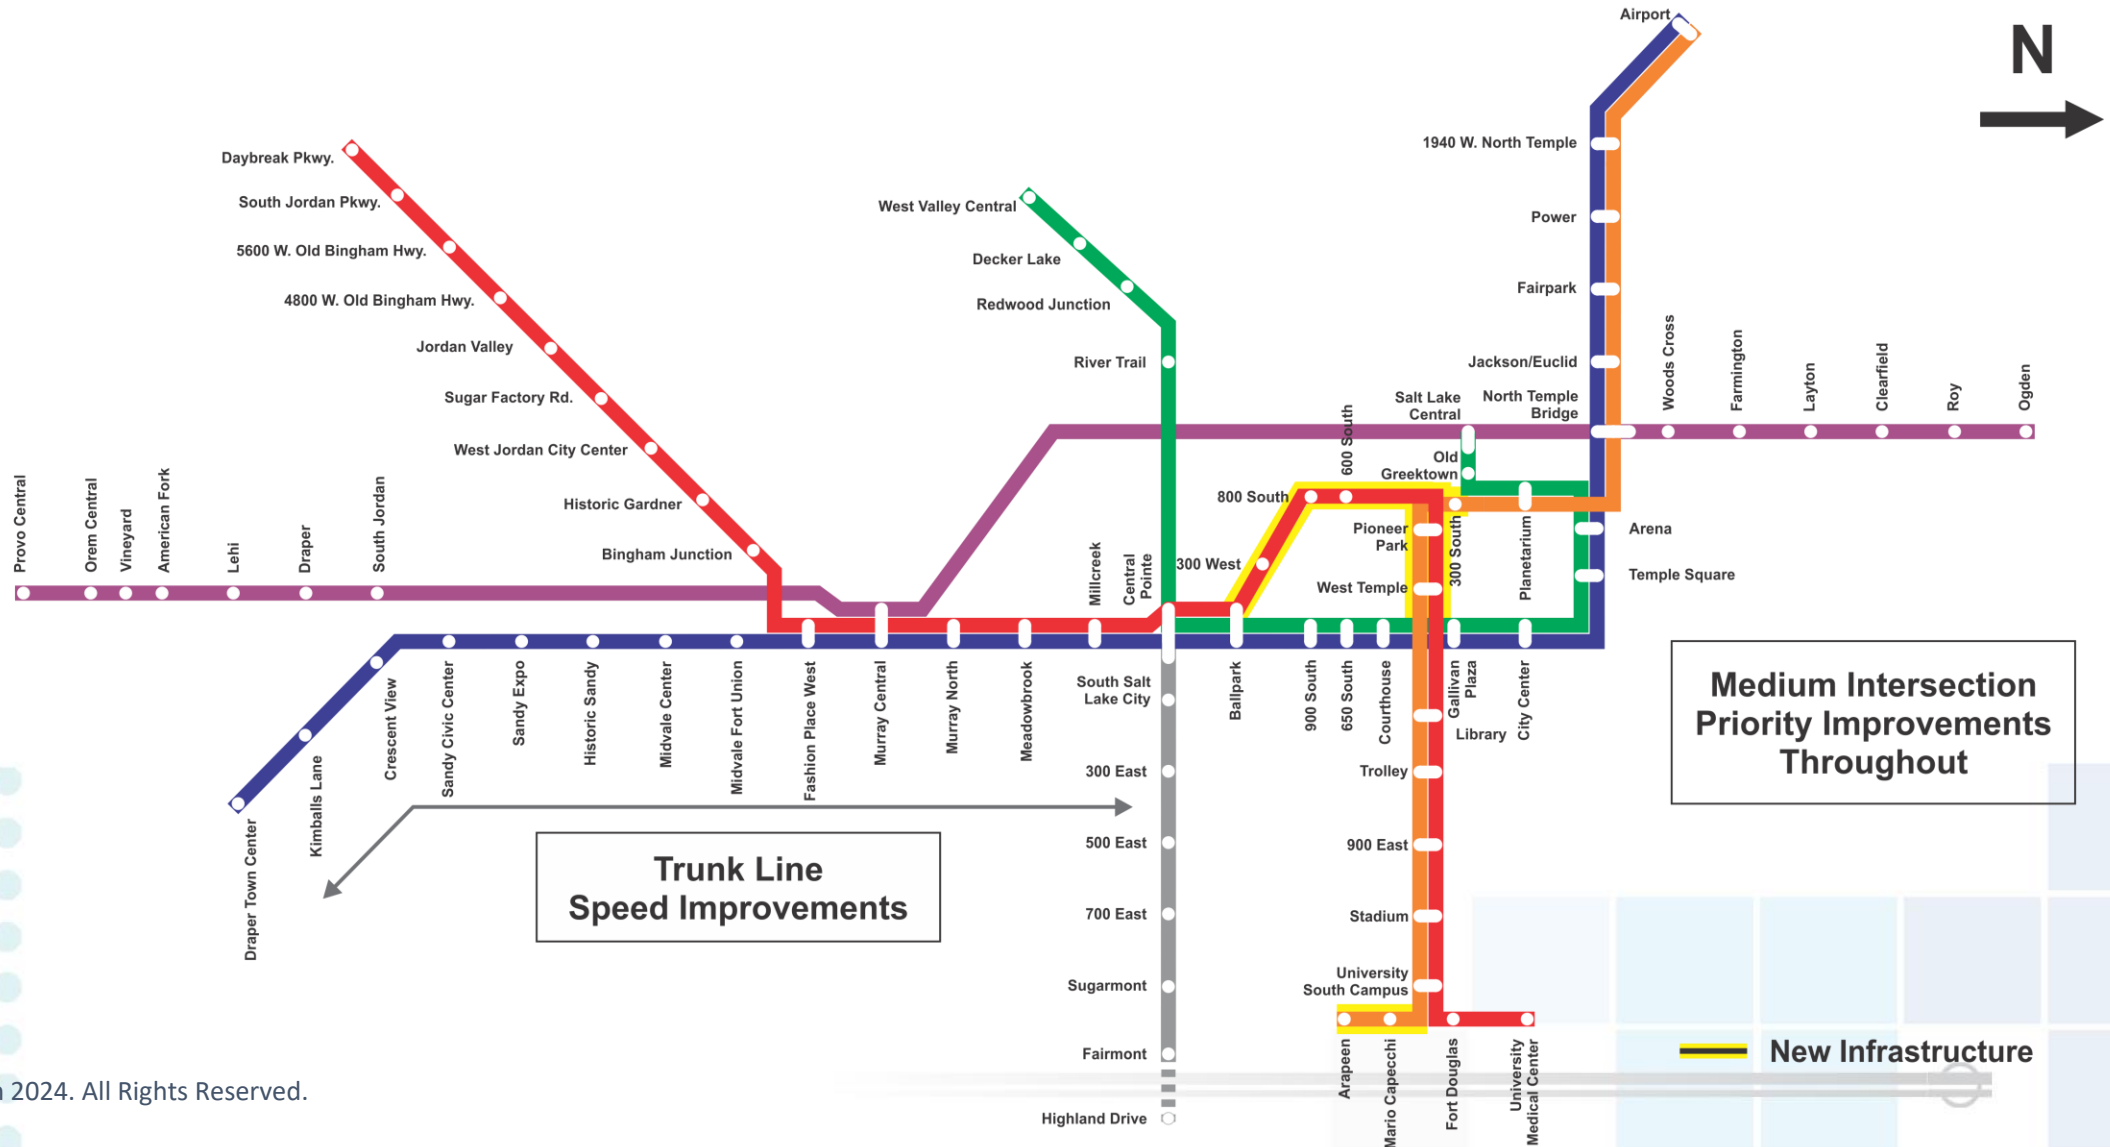 Airport
N
Daybreak Pkwy.
South Jordan Pkwy.
5600 W. Old Bingham Hwy.
4800 W. Old Bingham Hwy.
Jordan Valley
Sugar Factory Rd.
West Jordan City Center
Historic Gardner
Bingham Junction
West Valley Central
Decker Lake
Redwood Junction
River Trail
1940 W. North Temple
Power
Fairpark
Jackson/Euclid
North Temple
Bridge
Salt Lake
Central
Old
Greektown
Woods Cross
Farmington
Layton
Clearfield
Roy
Ogden
Provo Central
Orem Central
Vineyard
American Fork
Lehi
Draper
South Jordan
Millcreek
Central
Pointe
600 South
800 South
300 West
Pioneer
Park
West Temple
300 South
Planetarium
Arena
Temple Square
Draper Town Center
Kimballs Lane
Crescent View
Sandy Civic Center
Sandy Expo
Historic Sandy
Midvale Center
Midvale Fort Union
Fashion Place West
Murray Central
Murray North
Meadowbrook
South Salt
Lake City
Ballpark
900 South
650 South
Courthouse
Gallivan
Plaza
Library
City Center
300 East
500 East
700 East
Sugarmont
Fairmont
Highland Drive
Trolley
900 East
Stadium
University
South Campus
Arapeen
Mario Capecchi
Fort Douglas
University
Medical Center
Medium Intersection
Priority Improvements
Throughout
Trunk Line
Speed Improvements
New Infrastructure
2024. All Rights Reserved.